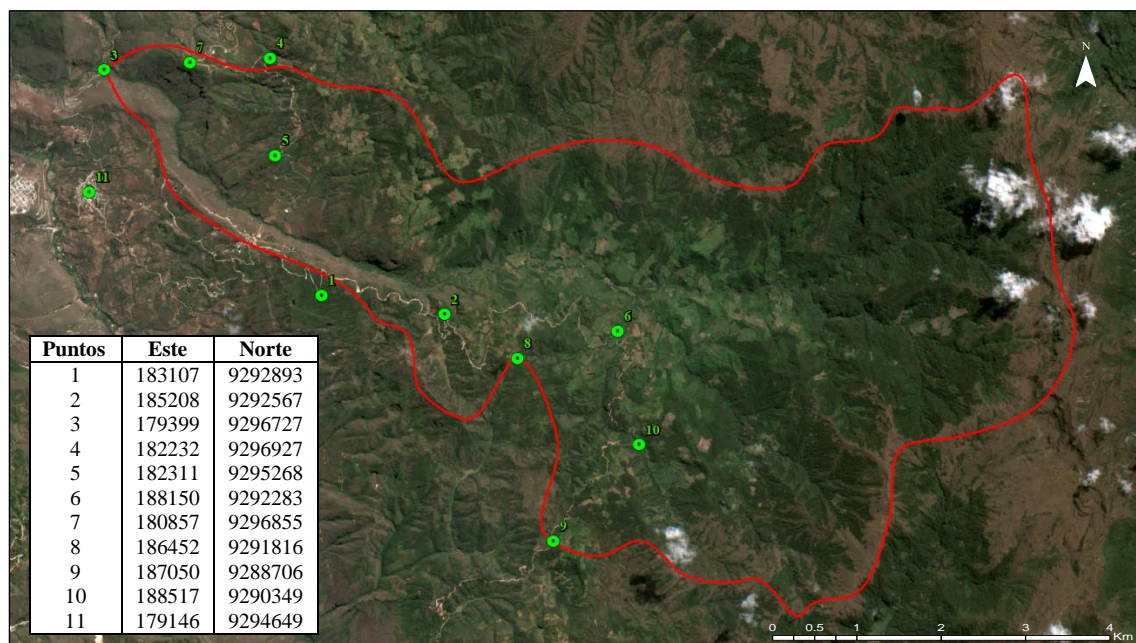 3
7
4
N
5
11
1
2
6
8
10
9
Puntos Este Norte
1 183107 9292893
2 185208 9292567
3 179399 9296727
4 182232 9296927
5 182311 9295268
6 188150 9292283
7 180857 9296855
8 186452 9291816
9 187050 9288706
10 188517 9290349
11 179146 9294649
0 0.5 1 2 3 4
Km